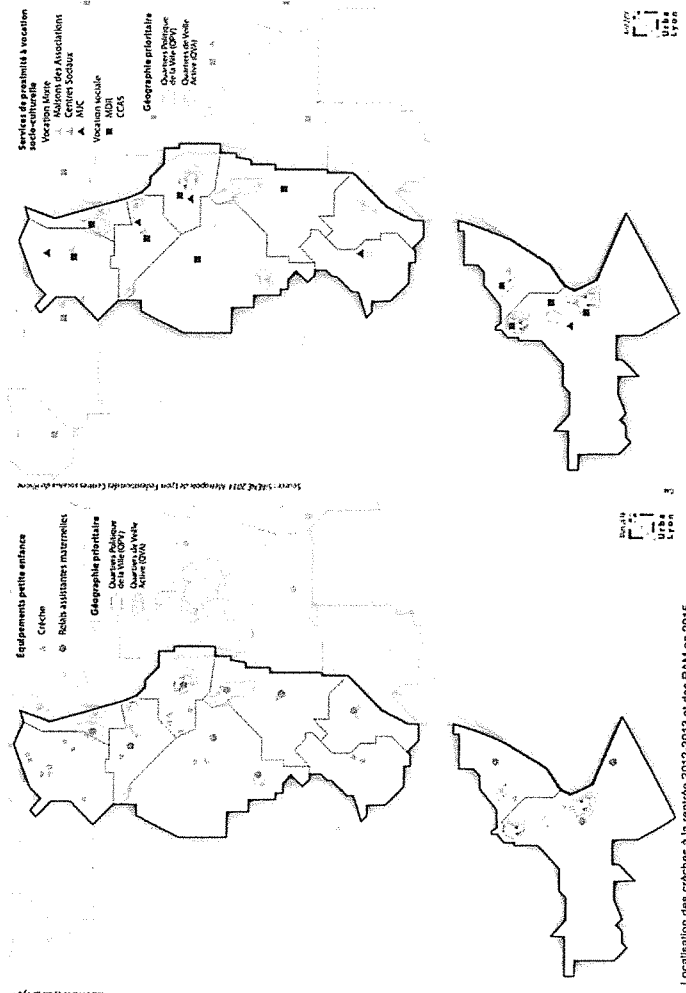 Equipements petite enfance
Crèche
Relais assistantes maternelles
Géographie prioritaire
Quartiers Politique
de la Ville (QPV)
Quartiers de Veille
Active (QVA)
Urba
Lyon
Localisation des crèches à la rentrée 2012-2013 et des RAM en 2015
Services de proximité à vocation
socio-culturelle
Vocation Mixte
Maisons des Associations
Centres Sociaux
MJC
Vocation sociale
MDR
CCAS
Géographie prioritaire
Quartiers Politique
de la Ville (QPV)
Quartiers de Veille
Active (QVA)
Source : SIRENE 2014 Métropole de Lyon Fédération des Centres sociaux du Rhône
Urba
Lyon